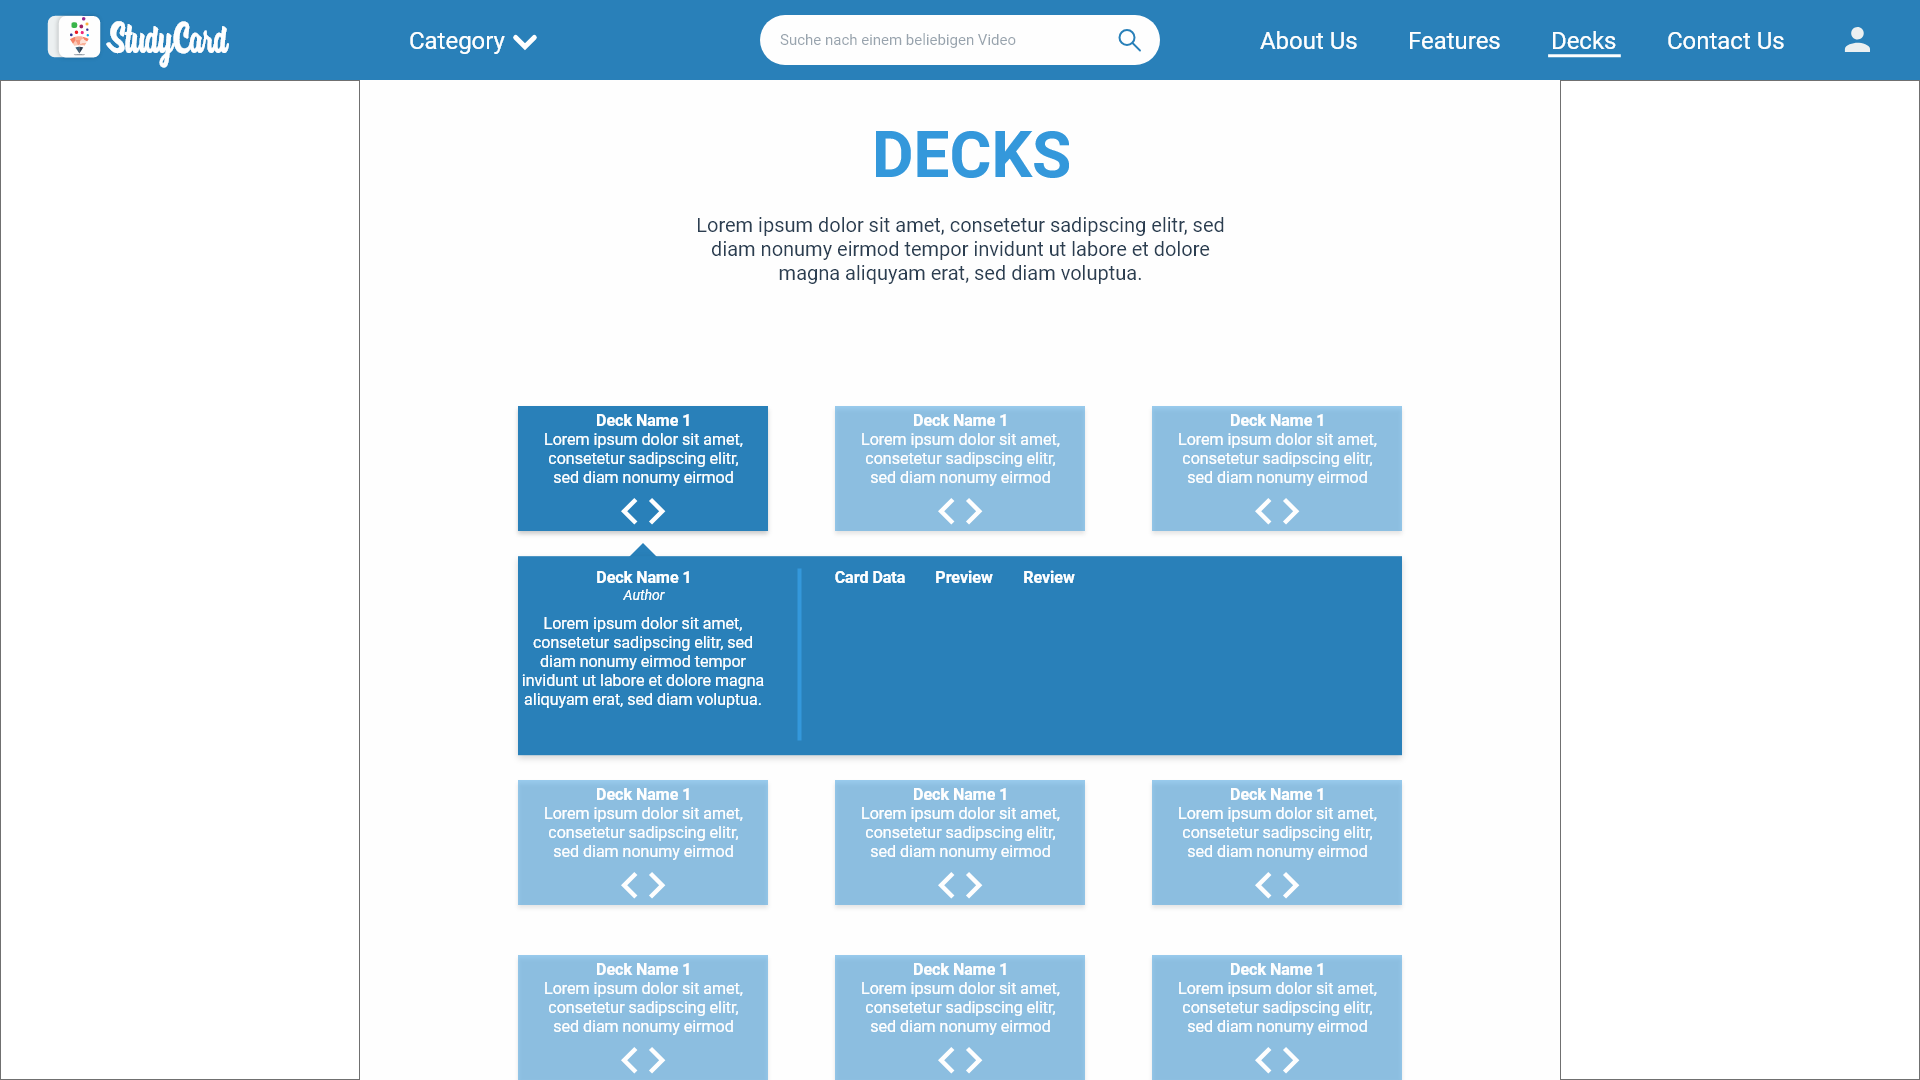 StudyCard
Category
Suche nach einem beliebigen Video
About Us
Features
Decks
Contact Us
DECKS
Lorem ipsum dolor sit amet, consetetur sadipscing elitr, sed
diam nonumy eirmod tempor invidunt ut labore et dolore
magna aliquyam erat, sed diam voluptua.
Deck Name 1
Lorem ipsum dolor sit amet,
consetetur sadipscing elitr,
sed diam nonumy eirmod
Deck Name 1
Lorem ipsum dolor sit amet,
consetetur sadipscing elitr,
sed diam nonumy eirmod
Deck Name 1
Lorem ipsum dolor sit amet,
consetetur sadipscing elitr,
sed diam nonumy eirmod
Deck Name 1
Author
Lorem ipsum dolor sit amet,
consetetur sadipscing elitr, sed
diam nonumy eirmod tempor
invidunt ut labore et dolore magna
aliquyam erat, sed diam voluptua.
Card Data
Preview
Review
Deck Name 1
Lorem ipsum dolor sit amet,
consetetur sadipscing elitr,
sed diam nonumy eirmod
Deck Name 1
Lorem ipsum dolor sit amet,
consetetur sadipscing elitr,
sed diam nonumy eirmod
Deck Name 1
Lorem ipsum dolor sit amet,
consetetur sadipscing elitr,
sed diam nonumy eirmod
Deck Name 1
Lorem ipsum dolor sit amet,
consetetur sadipscing elitr,
sed diam nonumy eirmod
Deck Name 1
Lorem ipsum dolor sit amet,
consetetur sadipscing elitr,
sed diam nonumy eirmod
Deck Name 1
Lorem ipsum dolor sit amet,
consetetur sadipscing elitr,
sed diam nonumy eirmod